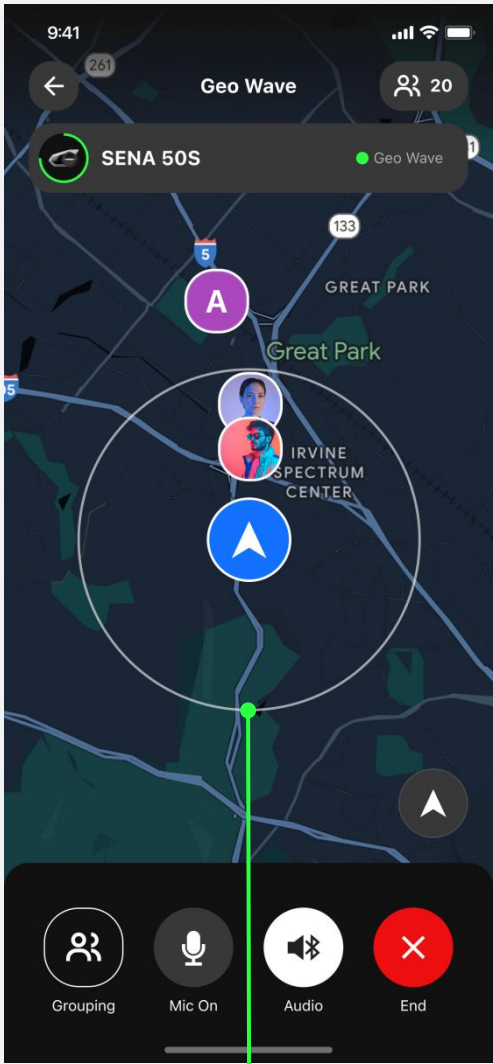 9:41
261
Geo Wave
20
SENA 50S
Geo Wave
1
133
5
GREAT PARK
A
Great Park
5
IRVINE
SPECTRUM
CENTER
Grouping
Mic On
Audio
End